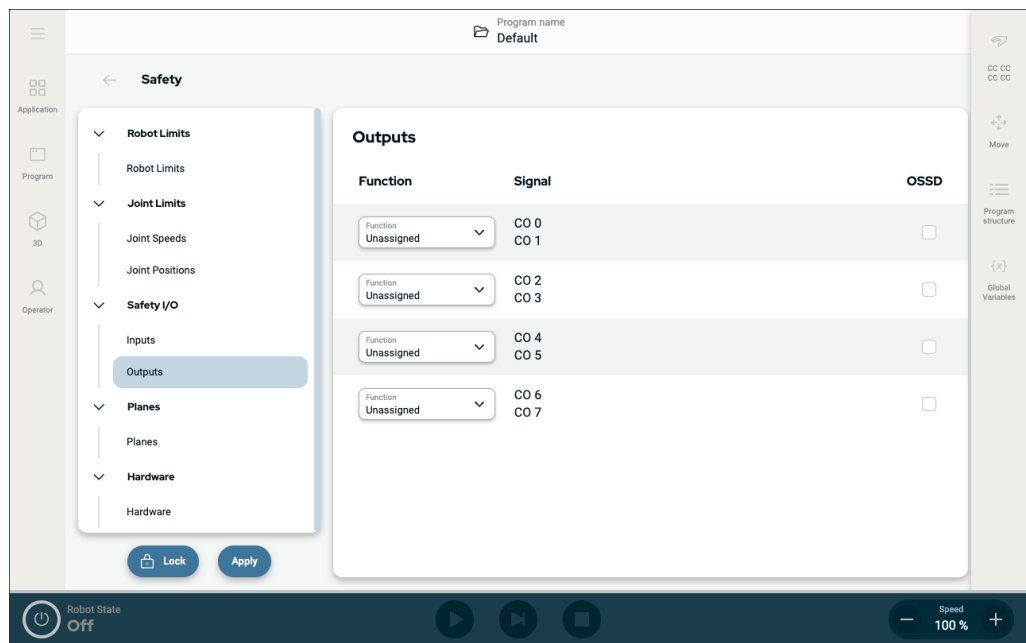 Program name
Default
Application
Program
3D
Operator
Safety
Robot Limits
Robot Limits
Joint Limits
Joint Speeds
Joint Positions
Safety I/O
Inputs
Outputs
Planes
Planes
Hardware
Hardware
Lock
Apply
Outputs
Function
Signal
OSSD
Function
Unassigned
CO 0
CO 1
Function
Unassigned
CO 2
CO 3
Function
Unassigned
CO 4
CO 5
Function
Unassigned
CO 6
CO 7
CC CC
CC CC
Move
Program
structure
{x}
Global
Variables
Robot State
Off
Speed
100 %